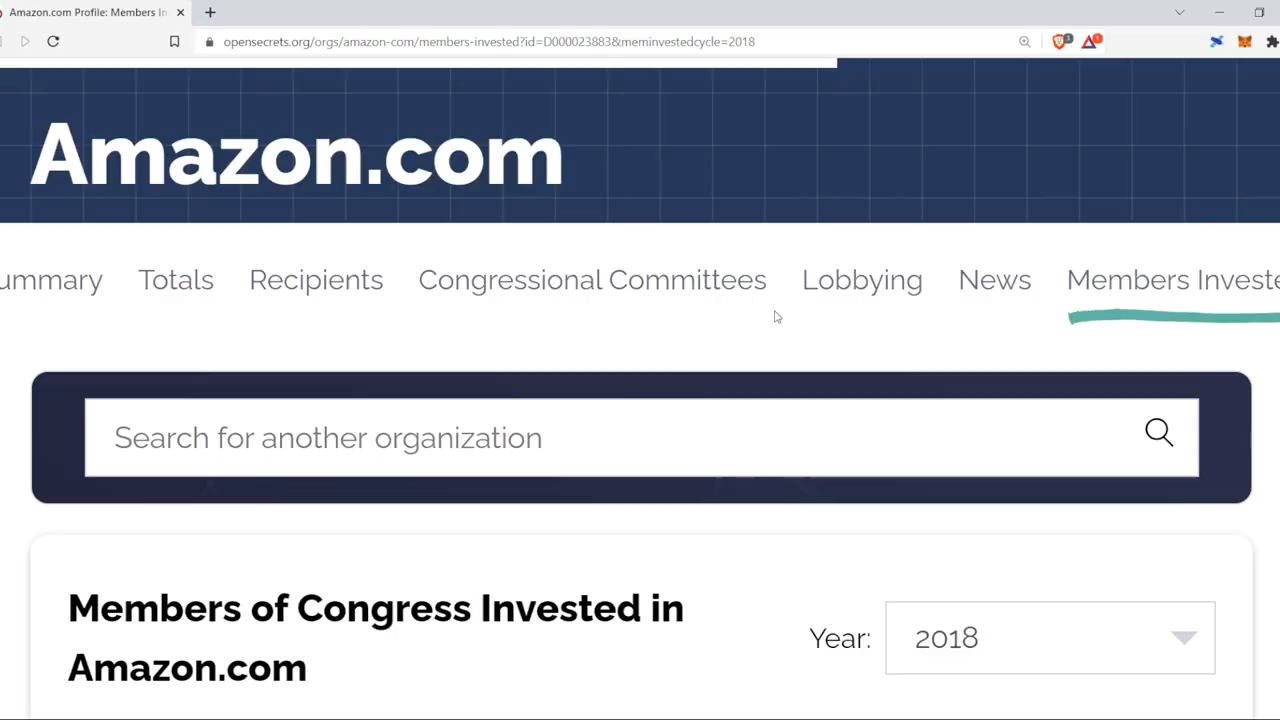 Amazon.com Profile: Members In
opensecrets.org/orgs/amazon-com/members-invested?id=D000023883&meminvestedcycle=2018
Amazon.com
ummary Totals Recipients Congressional Committees Lobbying News Members Investe
Search for another organization
Members of Congress Invested in
Amazon.com
Year: 2018